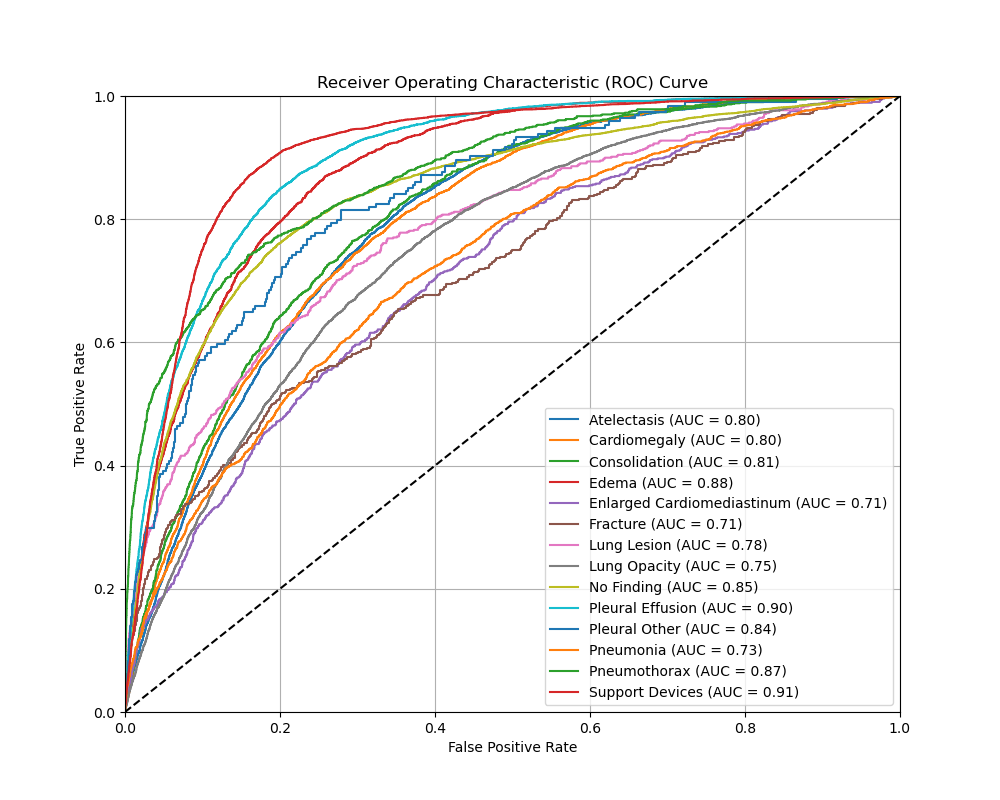 Receiver Operating Characteristic (ROC) Curve
1.0
0.8
0.6
0.4
0.2
0.0
True Positive Rate
Atelectasis (AUC = 0.80)
Cardiomegaly (AUC = 0.80)
Consolidation (AUC = 0.81)
Edema (AUC = 0.88)
Enlarged Cardiomediastinum (AUC = 0.71)
Fracture (AUC = 0.71)
Lung Lesion (AUC = 0.78)
Lung Opacity (AUC = 0.75)
No Finding (AUC = 0.85)
Pleural Effusion (AUC = 0.90)
Pleural Other (AUC = 0.84)
Pneumonia (AUC = 0.73)
Pneumothorax (AUC = 0.87)
Support Devices (AUC = 0.91)
0.0 0.2 0.4 0.6 0.8 1.0
False Positive Rate